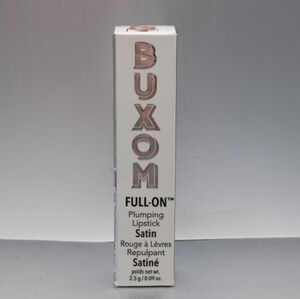 BUXOM
FULL-ON™
Plumping
Lipstick
Satin
Rouge à Lèvres
Repulpant
Satiné
poids net wt.
2.5 g / 0.09 oz.